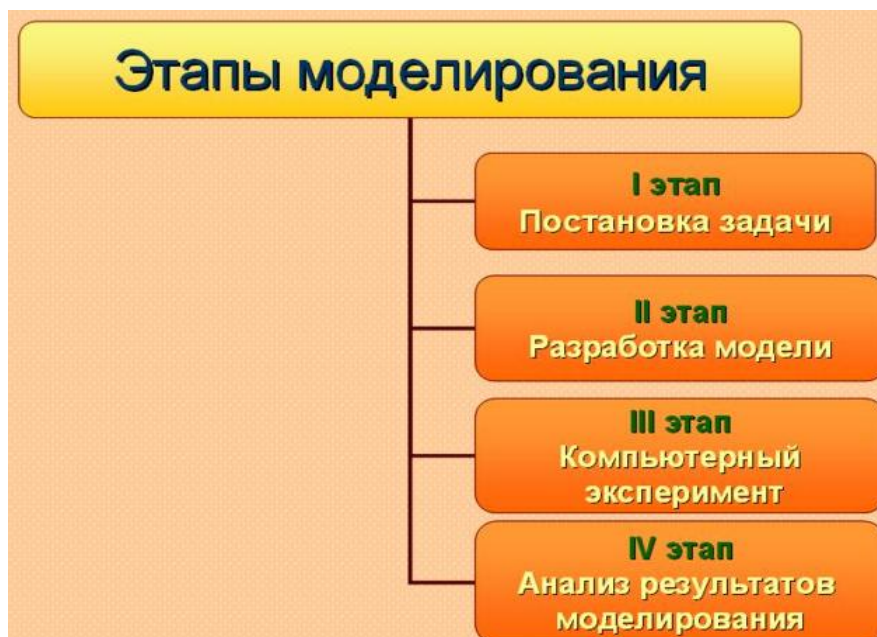 Этапы моделирования
I этап
Постановка задачи
II этап
Разработка модели
III этап
Компьютерный
эксперимент
IV этап
Анализ результатов
моделирования